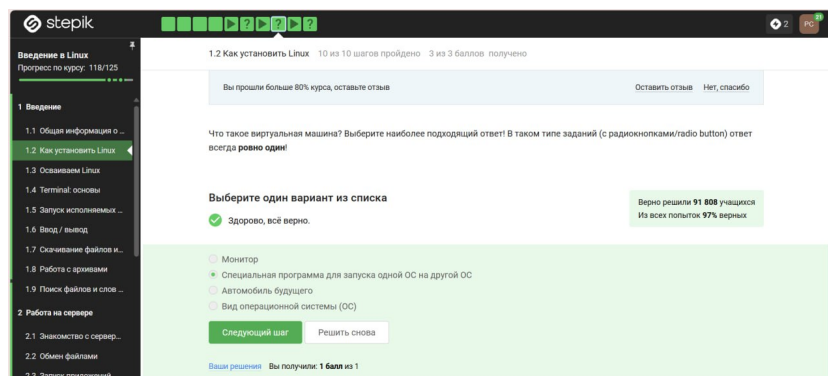 stepik
2
PC
21
Введение в Linux
Прогресс по курсу: 118/125
1 Введение
1.1 Общая информация о ...
1.2 Как установить Linux
1.3 Осваиваем Linux
1.4 Terminal: основы
1.5 Запуск исполняемых ...
1.6 Ввод / вывод
1.7 Скачивание файлов и...
1.8 Работа с архивами
1.9 Поиск файлов и слов ...
2 Работа на сервере
2.1 Знакомство с сервер...
2.2 Обмен файлами
2.3 Запуск приложений
1.2 Как установить Linux 10 из 10 шагов пройдено 3 из 3 баллов получено
Вы прошли больше 80% курса, оставьте отзыв Оставить отзыв Нет, спасибо
Что такое виртуальная машина? Выберите наиболее подходящий ответ! В таком типе заданий (с радиокнопками/radio button) ответ
всегда ровно один!
Выберите один вариант из списка
Здорово, всё верно.
Верно решили 91 808 учащихся
Из всех попыток 97% верных
Монитор
Специальная программа для запуска одной ОС на другой ОС
Автомобиль будущего
Вид операционной системы (ОС)
Следующий шаг Решить снова
Ваши решения Вы получили: 1 балл из 1